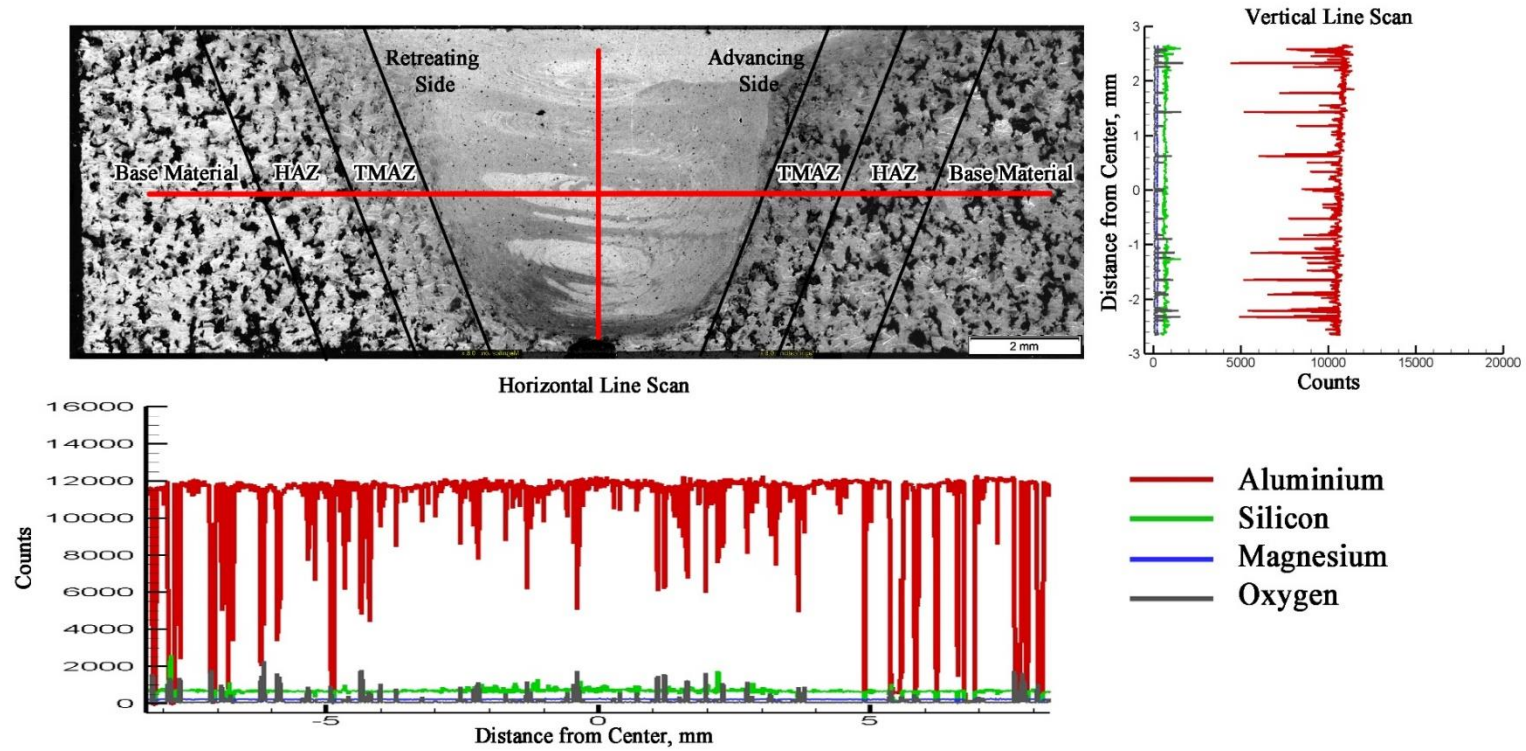 Retreating
Side
Advancing
Side
Base Material
HAZ
TMAZ
TMAZ
HAZ
Base Material
2 mm
Vertical Line Scan
Distance from Center, mm
3
2
1
0
-1
-2
-3
0
5000
10000
15000
20000
Counts
Horizontal Line Scan
Counts
16000
14000
12000
10000
8000
6000
4000
2000
0
-5
0
5
Distance from Center, mm
Aluminium
Silicon
Magnesium
Oxygen